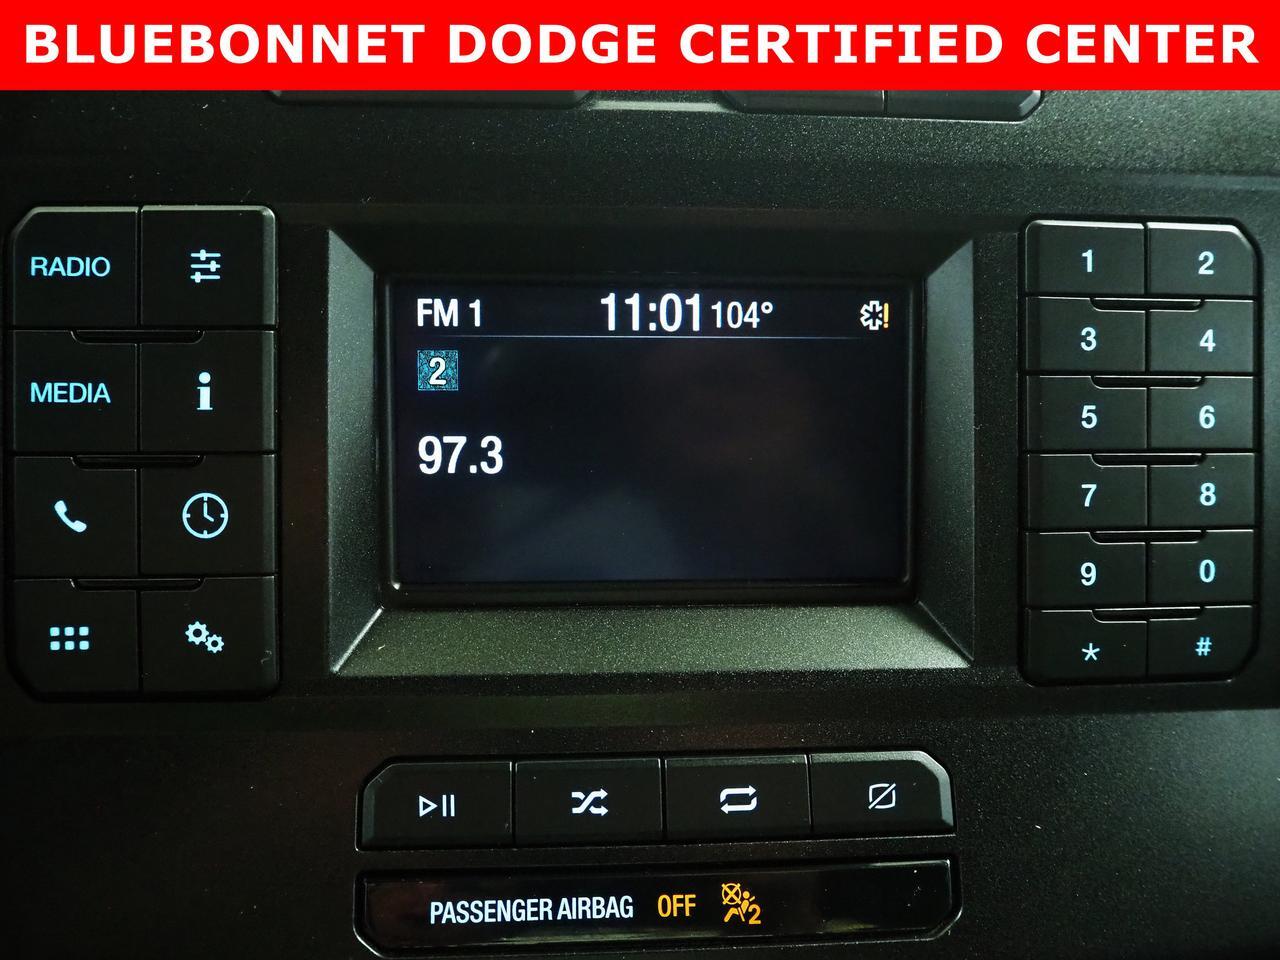 BLUEBONNET DODGE CERTIFIED CENTER
RADIO
MEDIA
FM 1 11:01 104°
2
97.3
1 2
3 4
5 6
7 8
9 0
* #
PASSENGER AIRBAG OFF 2